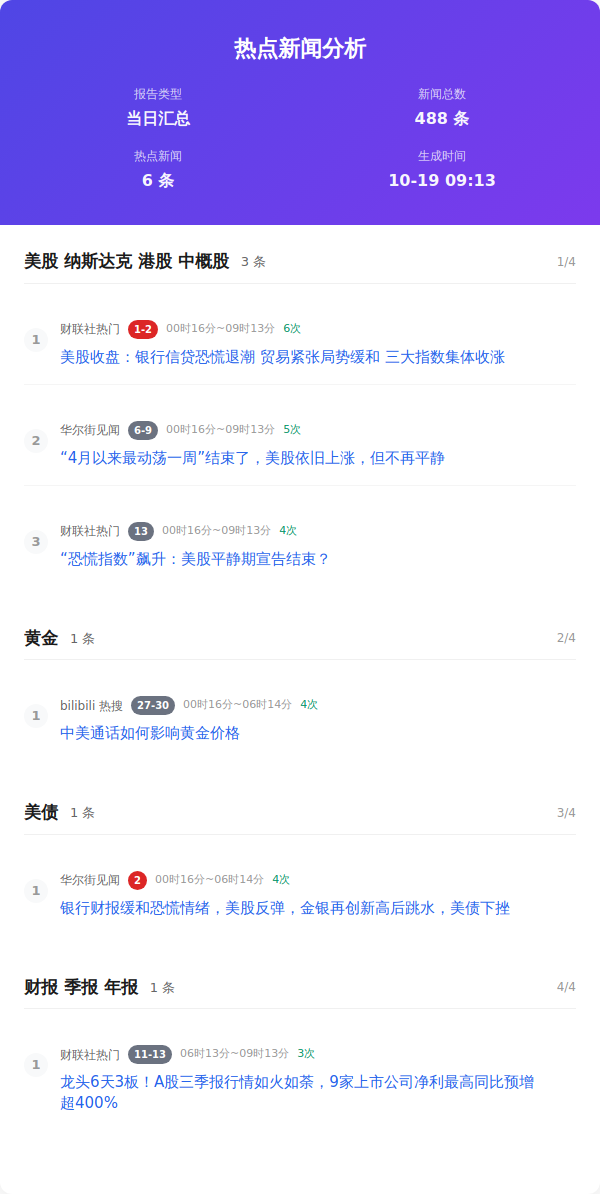 热点新闻分析
报告类型
当日汇总
新闻总数
488 条
热点新闻
6 条
生成时间
10-19 09:13
美股 纳斯达克 港股 中概股 3 条 1/4
1
财联社热门 1-2 00时16分~09时13分 6次
美股收盘：银行信贷恐慌退潮 贸易紧张局势缓和 三大指数集体收涨
2
华尔街见闻 6-9 00时16分~09时13分 5次
“4月以来最动荡一周”结束了，美股依旧上涨，但不再平静
3
财联社热门 13 00时16分~09时13分 4次
“恐慌指数”飙升：美股平静期宣告结束？
黄金 1 条 2/4
1
bilibili 热搜 27-30 00时16分~06时14分 4次
中美通话如何影响黄金价格
美债 1 条 3/4
1
华尔街见闻 2 00时16分~06时14分 4次
银行财报缓和恐慌情绪，美股反弹，金银再创新高后跳水，美债下挫
财报 季报 年报 1 条 4/4
1
财联社热门 11-13 06时13分~09时13分 3次
龙头6天3板！A股三季报行情如火如荼，9家上市公司净利最高同比预增
超400%